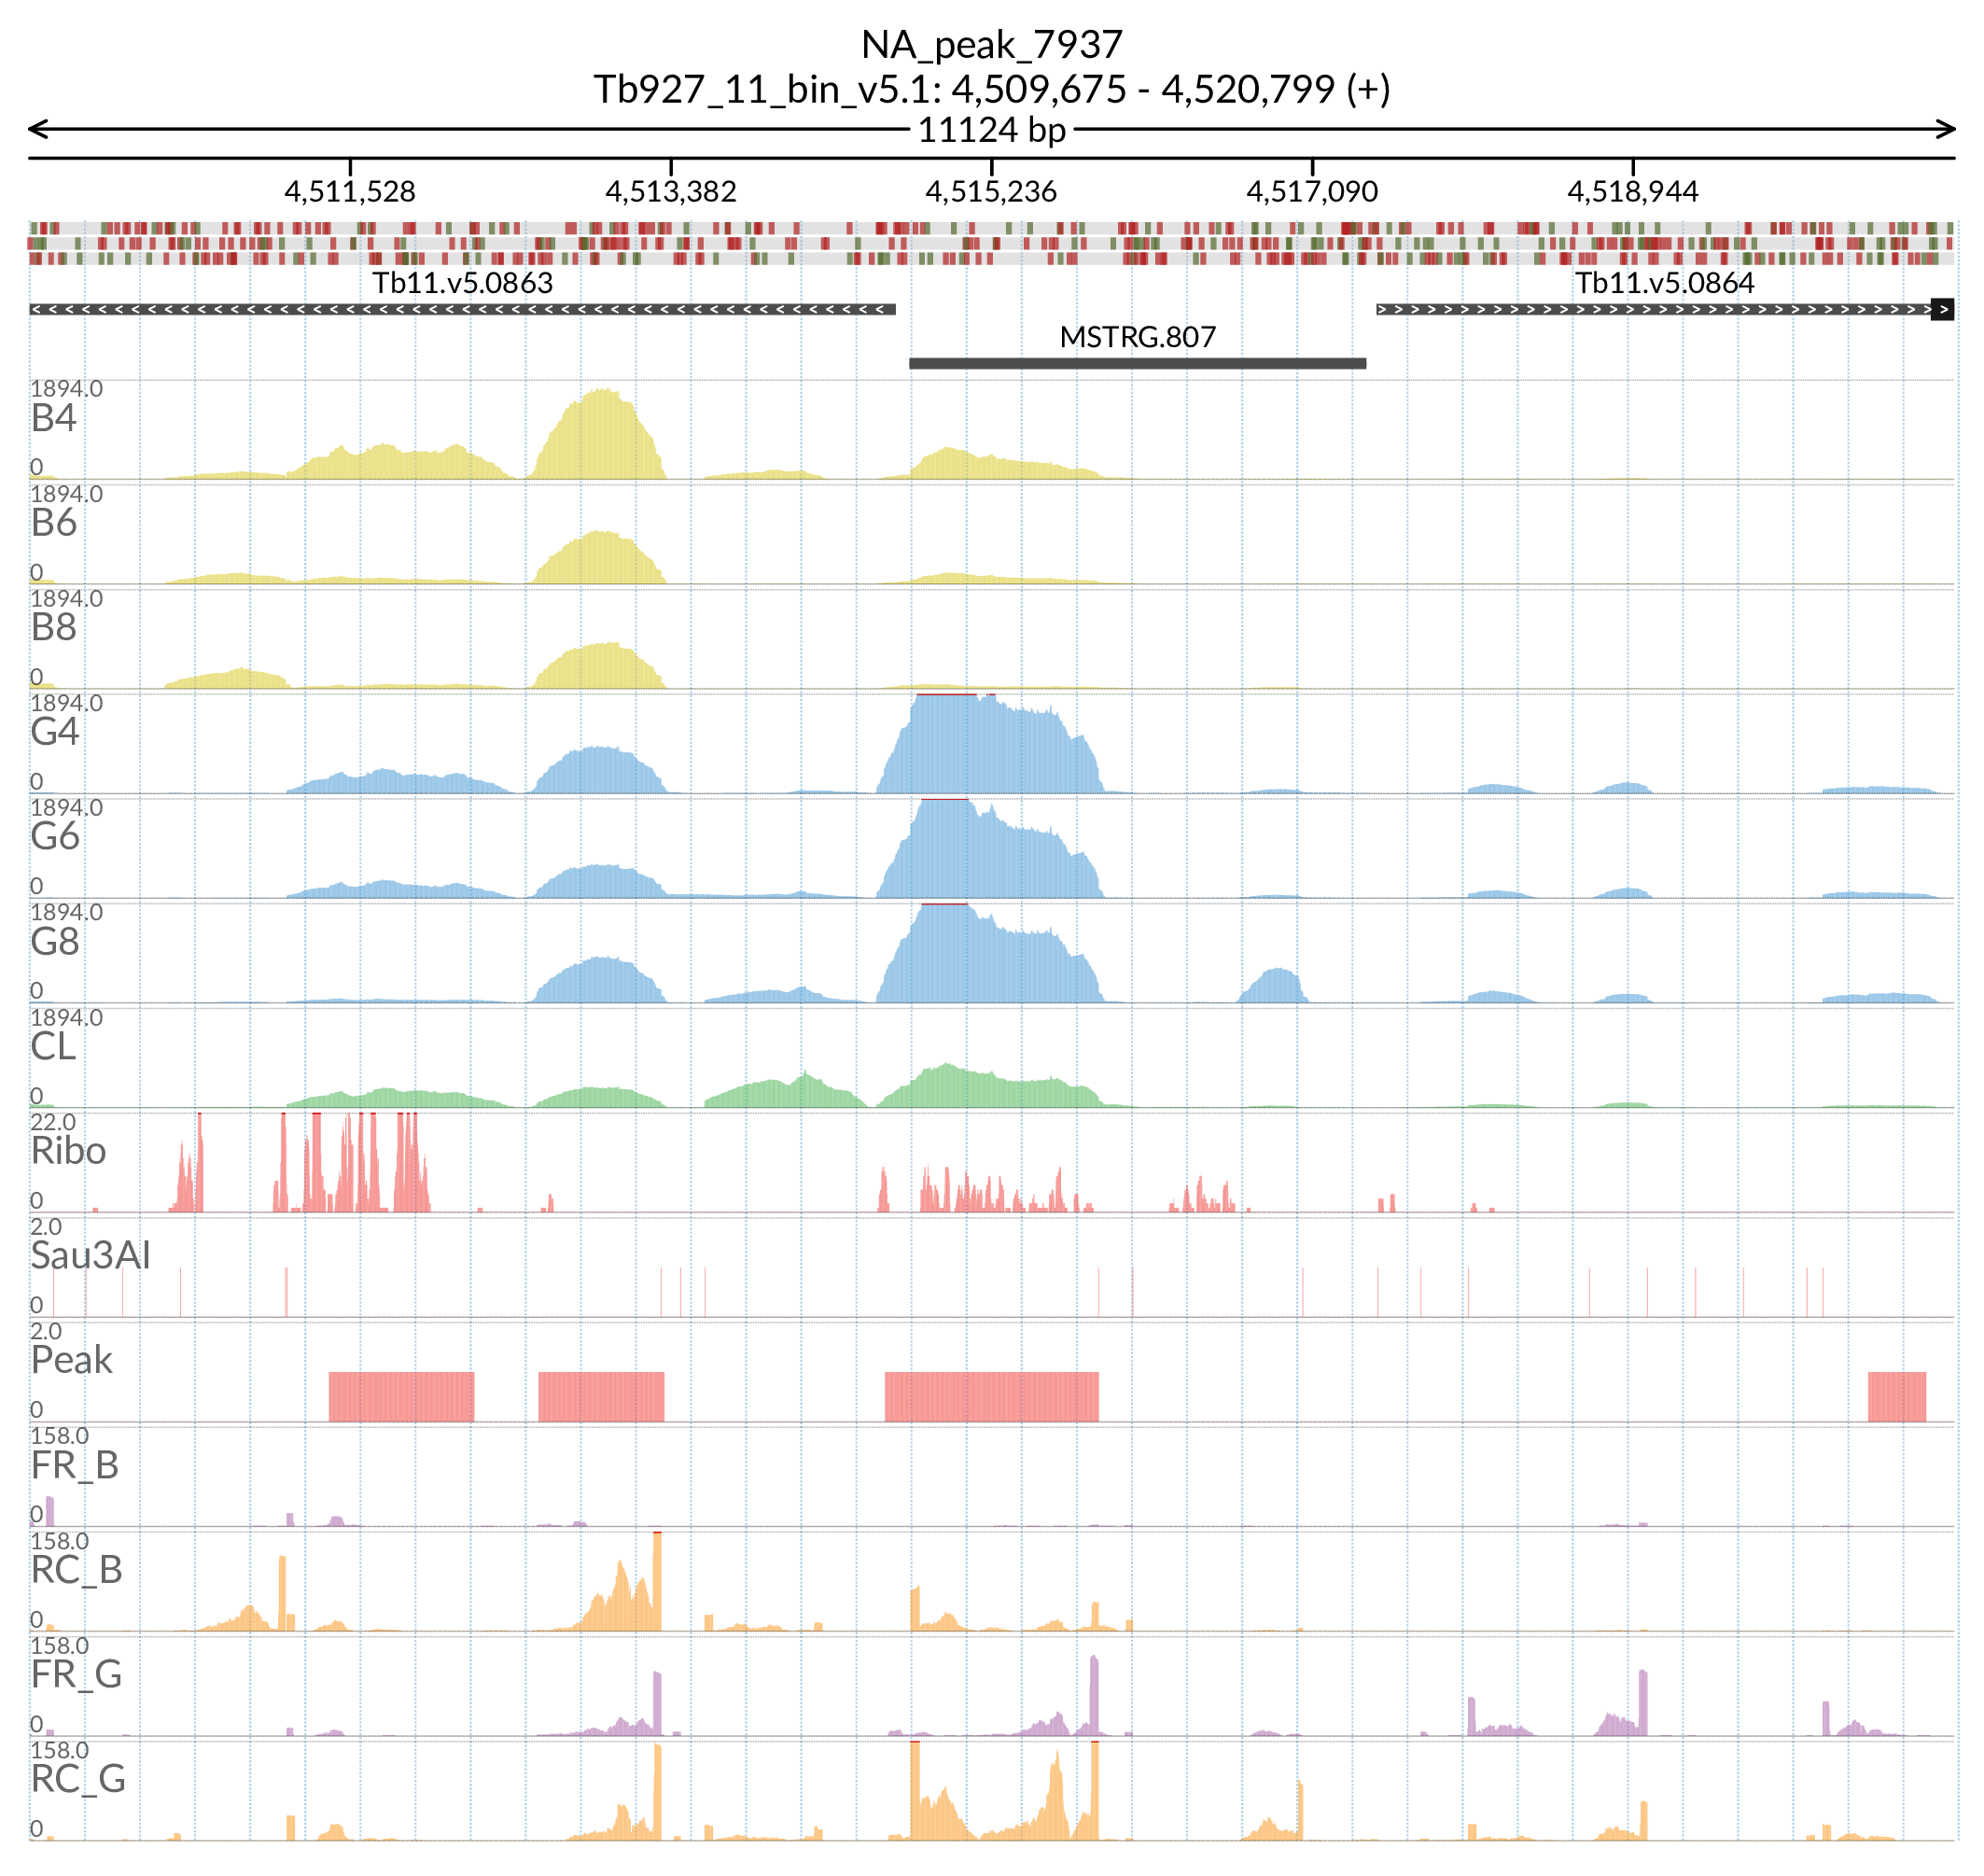 NA_peak_7937
Tb927_11_bin_v5.1: 4,509,675 - 4,520,799 (+)
11124 bp
4,511,528 4,513,382 4,515,236 4,517,090 4,518,944
Tb11.v5.0863 Tb11.v5.0864
MSTRG.807
1894.0
B4
0
1894.0
B6
0
1894.0
B8
0
1894.0
G4
0
1894.0
G6
0
1894.0
G8
0
1894.0
CL
0
22.0
Ribo
0
2.0
Sau3AI
0
2.0
Peak
0
158.0
FR_B
0
158.0
RC_B
0
158.0
FR_G
0
158.0
RC_G
0